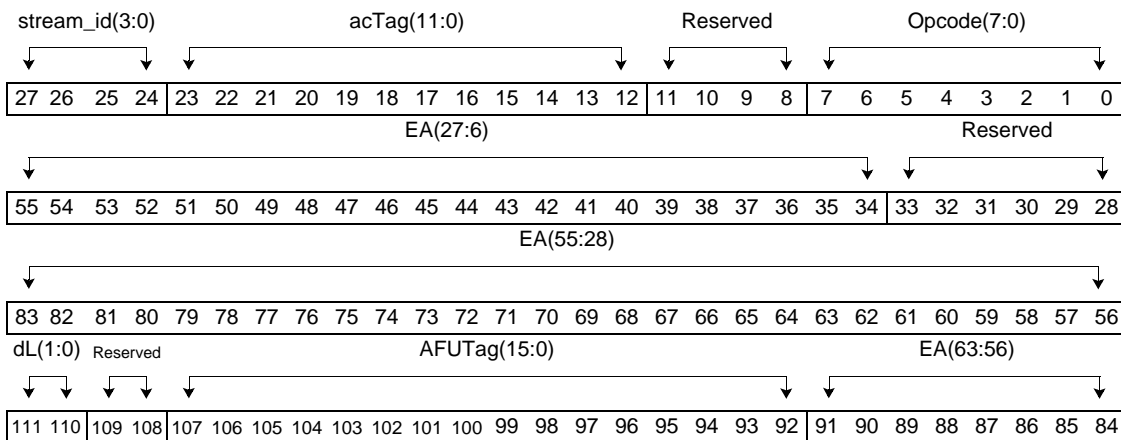 stream_id(3:0) acTag(11:0) Reserved Opcode(7:0)
27 26 25 24 23 22 21 20 19 18 17 16 15 14 13 12 11 10 9 8 7 6 5 4 3 2 1 0
EA(27:6) Reserved
55 54 53 52 51 50 49 48 47 46 45 44 43 42 41 40 39 38 37 36 35 34 33 32 31 30 29 28
EA(55:28)
83 82 81 80 79 78 77 76 75 74 73 72 71 70 69 68 67 66 65 64 63 62 61 60 59 58 57 56
dL(1:0) Reserved AFUTag(15:0) EA(63:56)
111 110 109 108 107 106 105 104 103 102 101 100 99 98 97 96 95 94 93 92 91 90 89 88 87 86 85 84